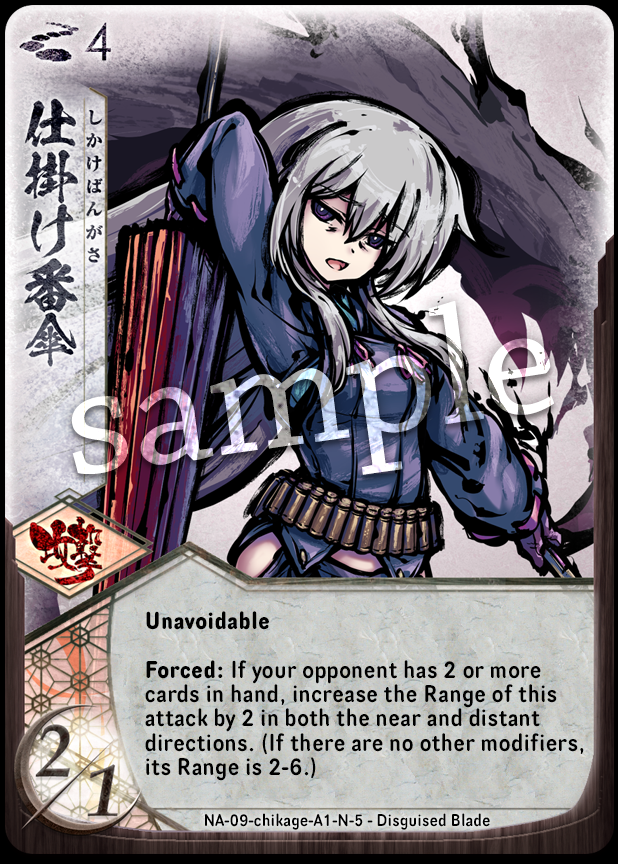 4
仕掛け番傘
しかけばんがさ
sample
攻撃
Unavoidable
Forced: If your opponent has 2 or more
cards in hand, increase the Range of this
attack by 2 in both the near and distant
directions. (If there are no other modifiers,
its Range is 2-6.)
2/1
NA-09-chikage-A1-N-5 - Disguised Blade